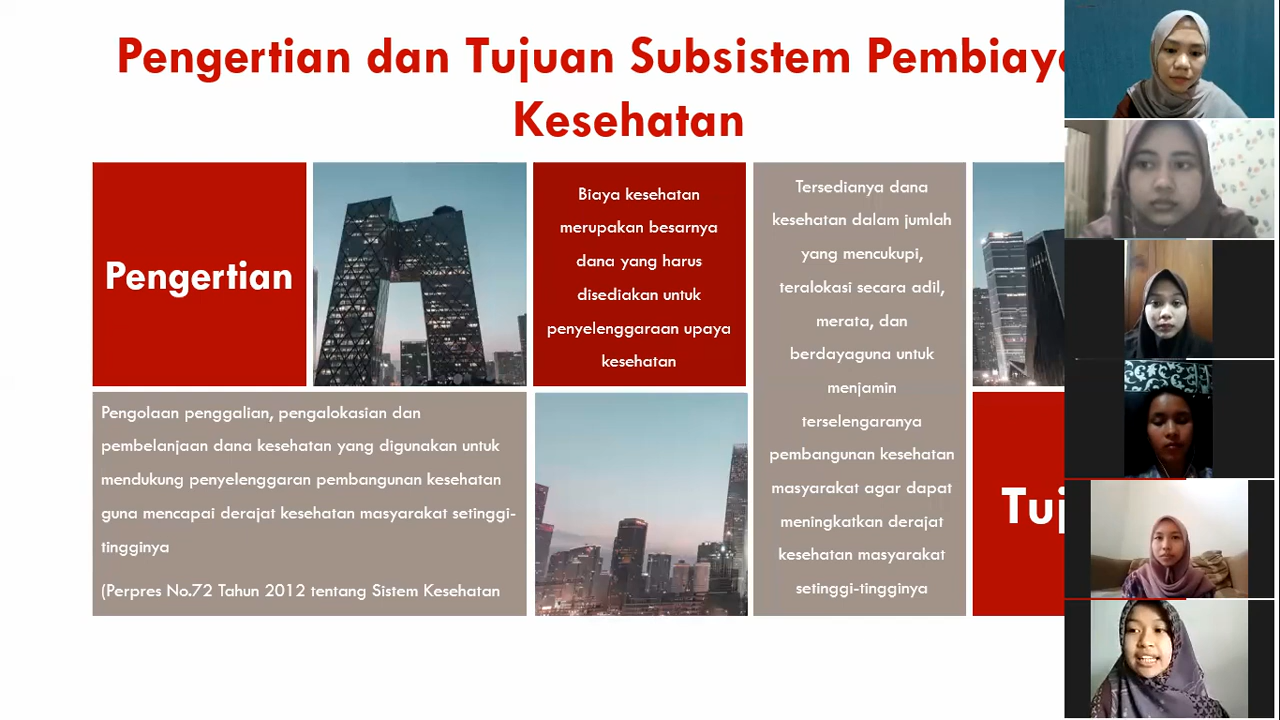 Pengertian dan Tujuan Subsistem Pembiaya
Kesehatan
Pengertian
Biaya kesehatan
merupakan besarnya
dana yang harus
disediakan untuk
penyelenggaraan upaya
kesehatan
Tersedianya dana
kesehatan dalam jumlah
yang mencukupi,
teralokasi secara adil,
merata, dan
berdayaguna untuk
menjamin
terselengaranya
pembangunan kesehatan
masyarakat agar dapat
meningkatkan derajat
kesehatan masyarakat
setinggi-tingginya
Pengolaan penggalian, pengalokasian dan
pembelanjaan dana kesehatan yang digunakan untuk
mendukung penyelenggaran pembangunan kesehatan
guna mencapai derajat kesehatan masyarakat setinggi-
tingginya
(Perpres No.72 Tahun 2012 tentang Sistem Kesehatan
Tuj